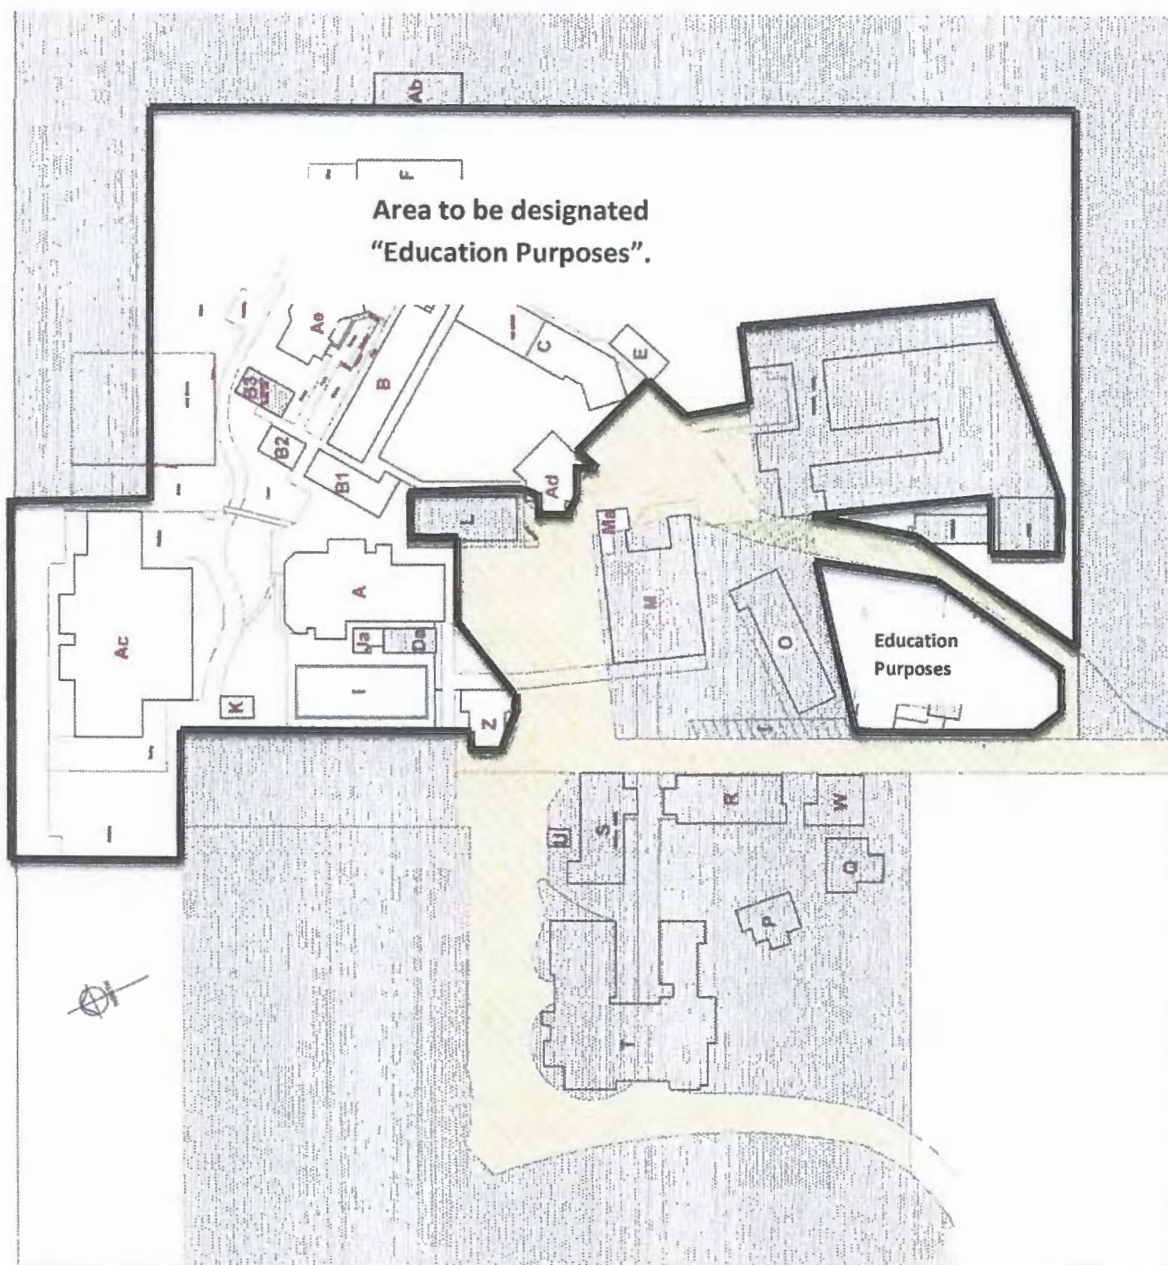 Ab
F
Area to be designated
“Education Purposes”.
Ae
C
E
B3
B
B2
B1
Ad
L
Ma
A
M
Ac
Ja
Da
O
Education
Purposes
K
Z
R
W
U
S
Q
P
T